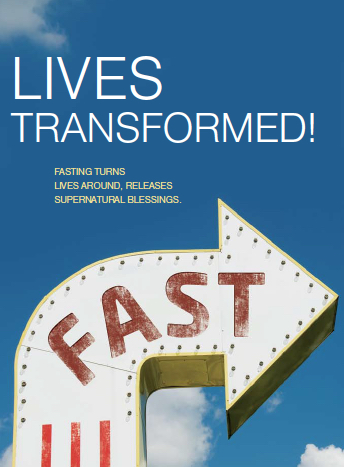 LIVES
TRANSFORMED!
FASTING TURNS
LIVES AROUND, RELEASES
SUPERNATURAL BLESSINGS.
FAST